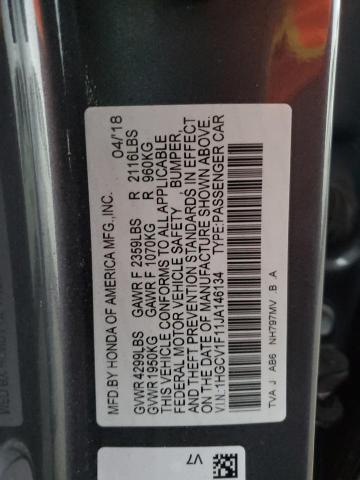 MFD.BY HONDA OF AMERICA MFG.,INC. 04/'18
GVWR 4299LBS GAWR F 2359LBS R 2116LBS
GVWR 1950KG GAWR F 1070KG R 960KG
THIS VEHICLE CONFORMS TO ALL APPLICABLE
FEDERAL MOTOR VEHICLE SAFETY, BUMPER,
AND THEFT PREVENTION STANDARDS IN EFFECT
ON THE DATE OF MANUFACTURE SHOWN ABOVE.
VIN:1HGCV1F11JA146134 TYPE:PASSENGER CAR
TVA J AB6 NH797MV B A
V7